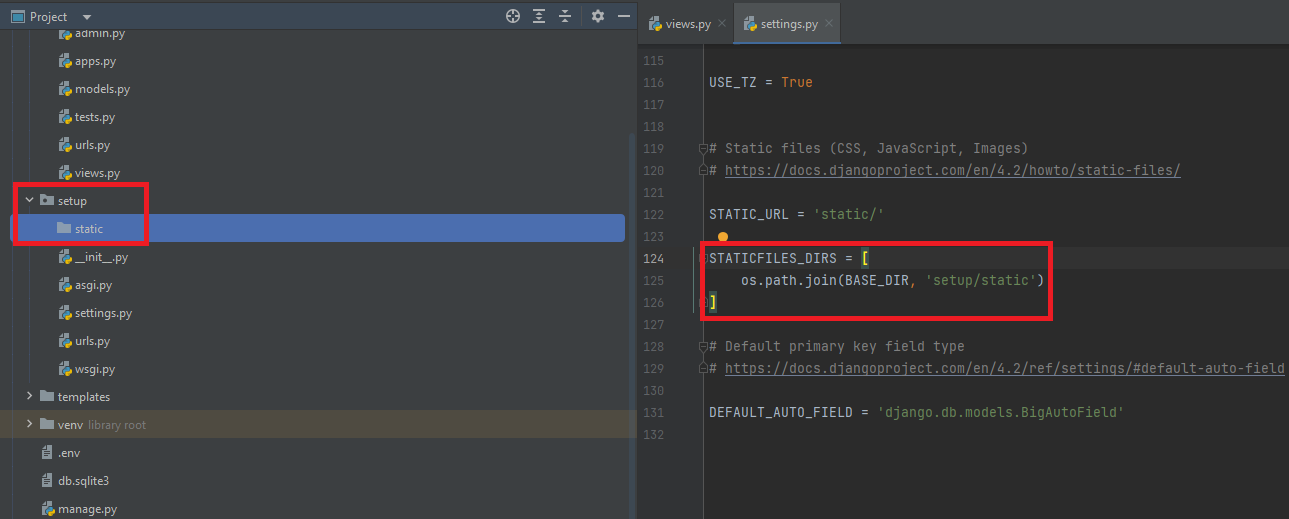 Project
admin.py
apps.py
models.py
tests.py
urls.py
views.py
setup
static
__init__.py
asgi.py
settings.py
urls.py
wsgi.py
templates
venv library root
.env
db.sqlite3
manage.py
views.py
settings.py
115
116 USE_TZ = True
117
118
119 # Static files (CSS, JavaScript, Images)
120 # https://docs.djangoproject.com/en/4.2/howto/static-files/
121
122 STATIC_URL = 'static/'
123
124 STATICFILES_DIRS = [
125 os.path.join(BASE_DIR, 'setup/static')
126 ]
127
128 # Default primary key field type
129 # https://docs.djangoproject.com/en/4.2/ref/settings/#default-auto-field
130
131 DEFAULT_AUTO_FIELD = 'django.db.models.BigAutoField'
132